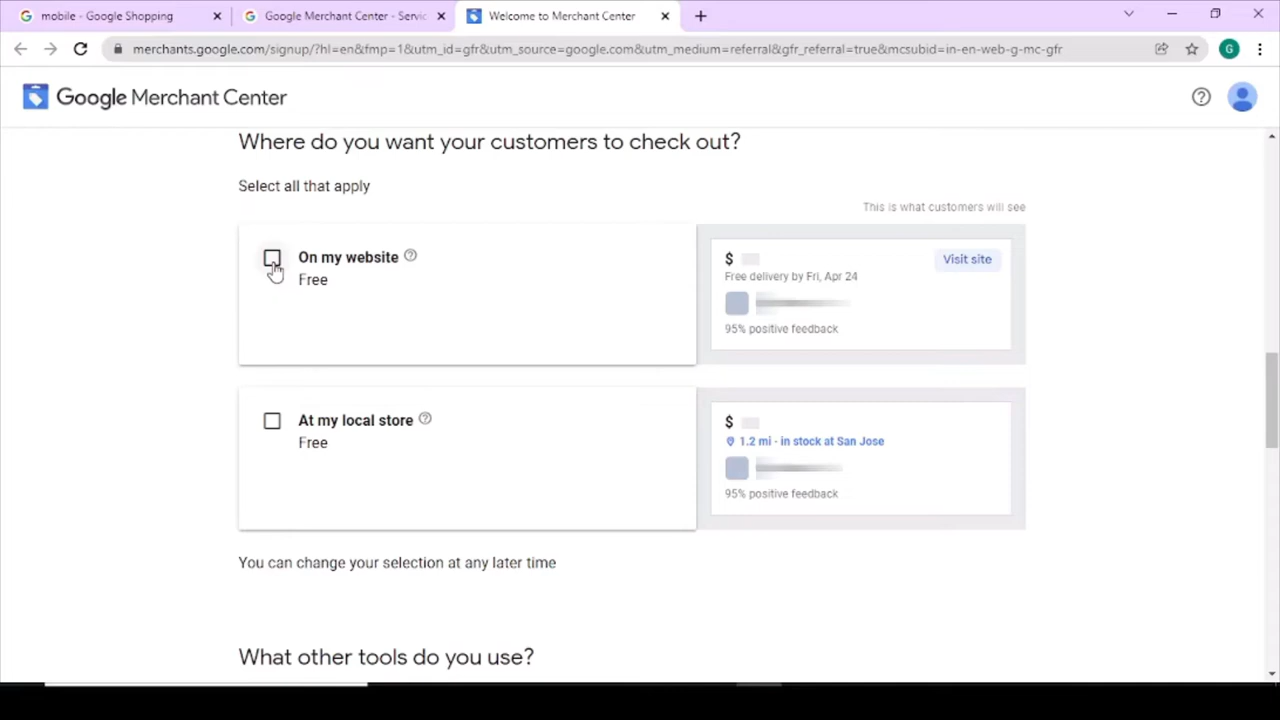 mobile - Google Shopping
Google Merchant Center - Servic
Welcome to Merchant Center
merchants.google.com/signup/?hl=en&fmp=1&utm_id=gfr&utm_source=google.com&utm_medium=referral&gfr_referral=true&mcsubid=in-en-web-g-mc-gfr
G
Google Merchant Center
Where do you want your customers to check out?
Select all that apply
This is what customers will see
On my website
Free
$
Visit site
Free delivery by Fri, Apr 24
95% positive feedback
At my local store
Free
$
1.2 mi - in stock at San Jose
95% positive feedback
You can change your selection at any later time
What other tools do you use?